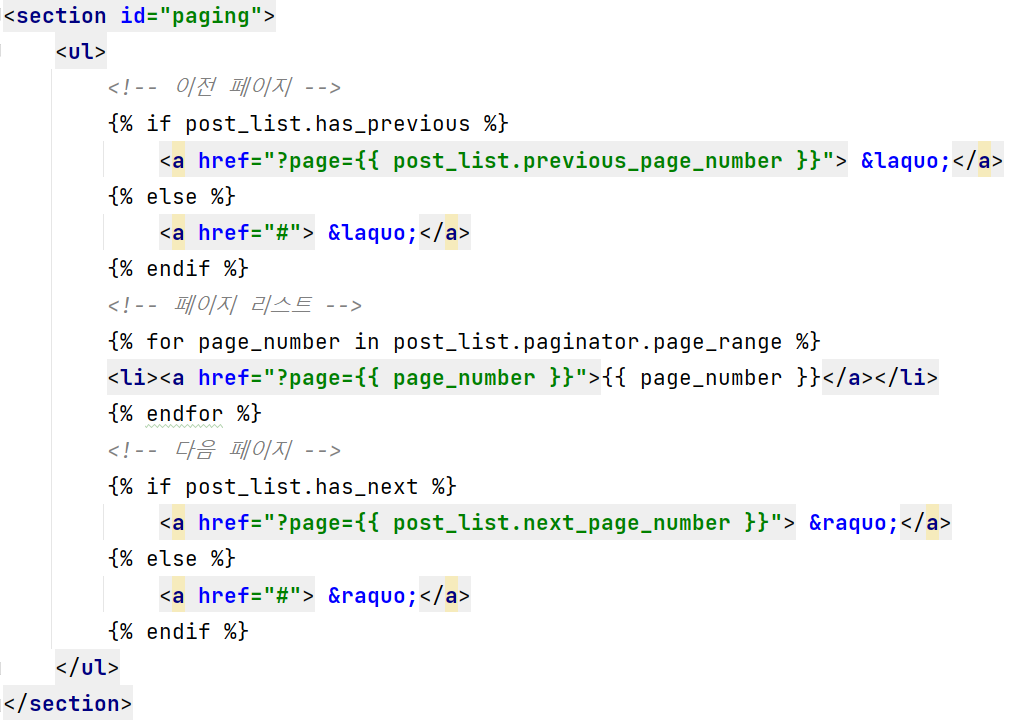 <section id="paging">
<ul>
<!-- 이전 페이지 -->
{% if post_list.has_previous %}
<a href="?page={{ post_list.previous_page_number }}"> &laquo;</a>
{% else %}
<a href="#"> &laquo;</a>
{% endif %}
<!-- 페이지 리스트 -->
{% for page_number in post_list.paginator.page_range %}
<li><a href="?page={{ page_number }}">{{ page_number }}</a></li>
{% endfor %}
<!-- 다음 페이지 -->
{% if post_list.has_next %}
<a href="?page={{ post_list.next_page_number }}"> &raquo;</a>
{% else %}
<a href="#"> &raquo;</a>
{% endif %}
</ul>
</section>